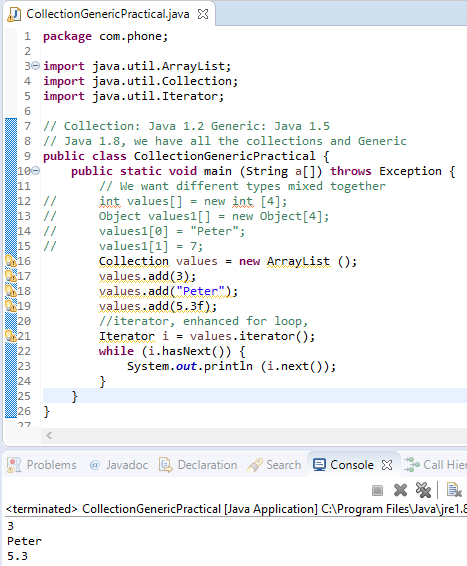 CollectionGenericPractical.java
1 package com.phone;
2
3 import java.util.ArrayList;
4 import java.util.Collection;
5 import java.util.Iterator;
6
7 // Collection: Java 1.2 Generic: Java 1.5
8 // Java 1.8, we have all the collections and Generic
9 public class CollectionGenericPractical {
10 public static void main (String a[]) throws Exception {
11 // We want different types mixed together
12 // int values[] = new int [4];
13 // Object values1[] = new Object[4];
14 // values1[0] = "Peter";
15 // values1[1] = 7;
16 Collection values = new ArrayList ();
17 values.add(3);
18 values.add("Peter");
19 values.add(5.3f);
20 //iterator, enhanced for loop,
21 Iterator i = values.iterator();
22 while (i.hasNext()) {
23 System.out.println (i.next());
24 }
25 }
26 }
27
Problems @ Javadoc Declaration Search Console Call Hier
<terminated> CollectionGenericPractical [Java Application] C:\Program Files\Java\jre1.8
3
Peter
5.3